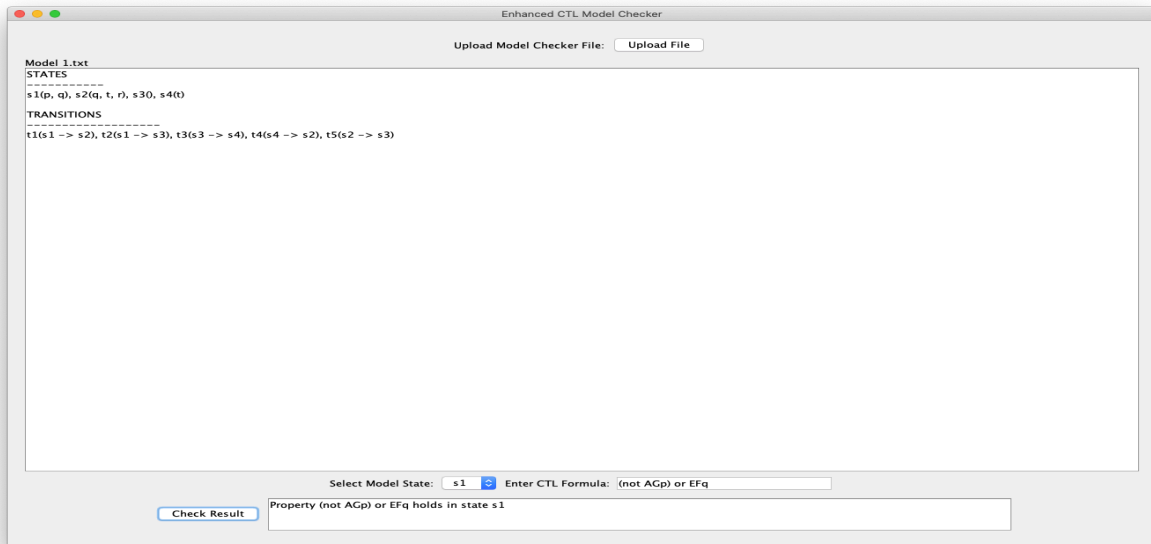 Enhanced CTL Model Checker
Upload Model Checker File: Upload File
Model 1.txt
STATES
-----------
s1(p, q), s2(q, t, r), s3(), s4(t)
TRANSITIONS
-------------------
t1(s1 -> s2), t2(s1 -> s3), t3(s3 -> s4), t4(s4 -> s2), t5(s2 -> s3)
Select Model State: s1 Enter CTL Formula: (not AGp) or EFq
Property (not AGp) or EFq holds in state s1
Check Result